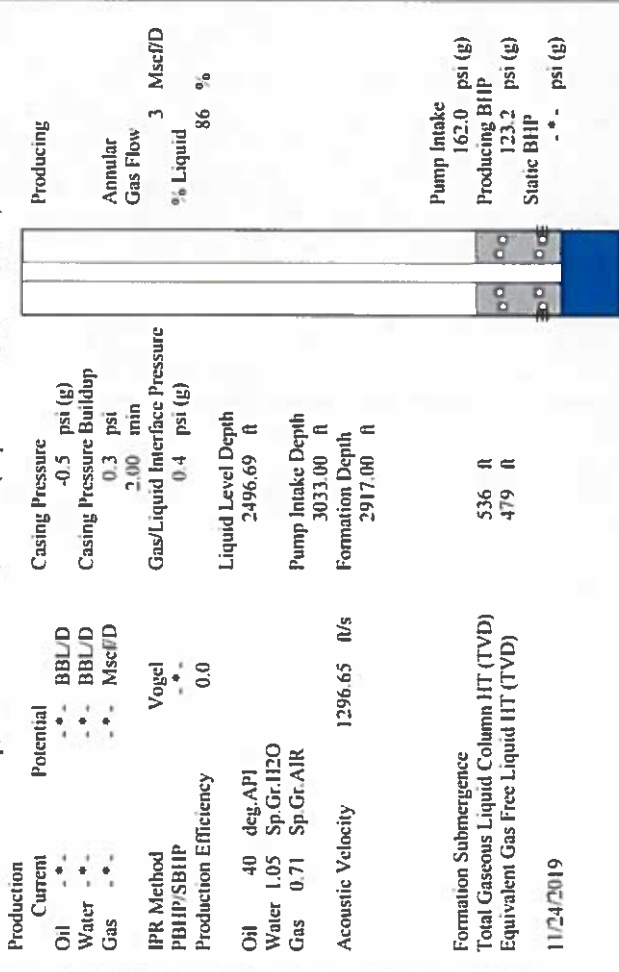 Production
Current Potential
Oil - * - - * - BBL/D
Water - * - - * - BBL/D
Gas - * - - * - Mscf/D
IPR Method Vogel
PBHP/SBHP - * -
Production Efficiency 0.0
Oil 40 deg.API
Water 1.05 Sp.Gr.H2O
Gas 0.71 Sp.Gr.AIR
Acoustic Velocity 1296.65 ft/s
Formation Submergence
Total Gaseous Liquid Column HT (TVD) 536 ft
Equivalent Gas Free Liquid HT (TVD) 479 ft
11/24/2019
Casing Pressure
-0.5 psi (g)
Casing Pressure Buildup
0.3 psi
2.00 min
Gas/Liquid Interface Pressure
0.4 psi (g)
Liquid Level Depth
2496.69 ft
Pump Intake Depth
3033.00 ft
Formation Depth
2917.00 ft
Producing
Annular
Gas Flow 3 Mscf/D
% Liquid
86 %
Pump Intake
162.0 psi (g)
Producing BHP
123.2 psi (g)
Static BHP
- * - psi (g)